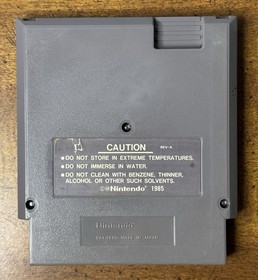 CAUTION REV-A
•DO NOT STORE IN EXTREME TEMPERATURES.
•DO NOT IMMERSE IN WATER.
•DO NOT CLEAN WITH BENZENE, THINNER,
ALCOHOL OR OTHER SUCH SOLVENTS.
©®Nintendo® 1985
Nintendo